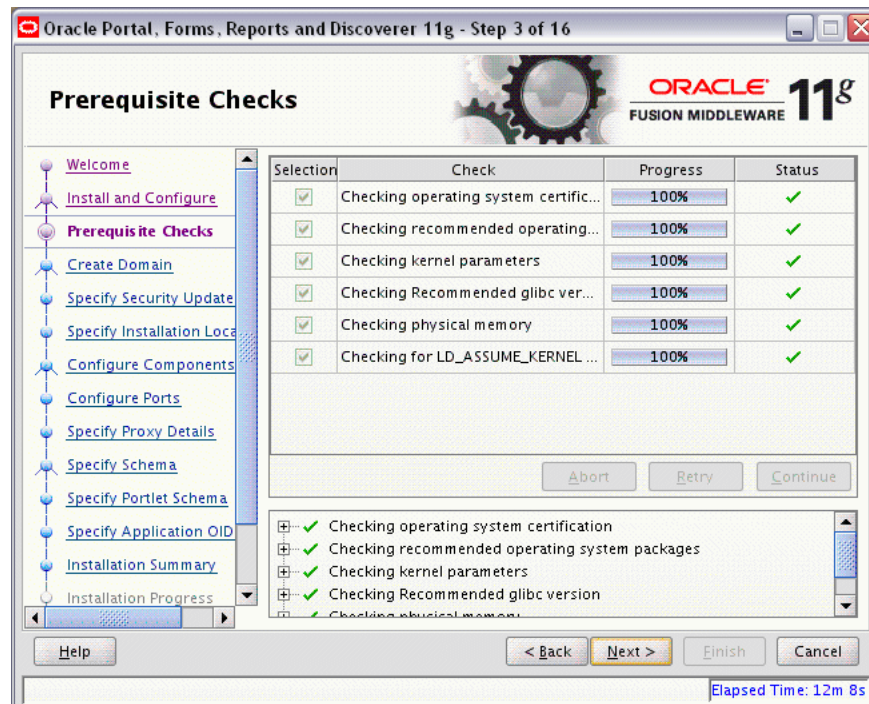 Oracle Portal, Forms, Reports and Discoverer 11g - Step 3 of 16
Prerequisite Checks
ORACLE
FUSION MIDDLEWARE
11g
Welcome
Install and Configure
Prerequisite Checks
Create Domain
Specify Security Update
Specify Installation Loca
Configure Components
Configure Ports
Specify Proxy Details
Specify Schema
Specify Portlet Schema
Specify Application OID
Installation Summary
Installation Progress
Selection Check Progress Status
Checking operating system certific... 100%
Checking recommended operating... 100%
Checking kernel parameters 100%
Checking Recommended glibc ver... 100%
Checking physical memory 100%
Checking for LD_ASSUME_KERNEL ... 100%
Abort Retry Continue
Checking operating system certification
Checking recommended operating system packages
Checking kernel parameters
Checking Recommended glibc version
Checking physical memory
Help < Back Next > Finish Cancel
Elapsed Time: 12m 8s